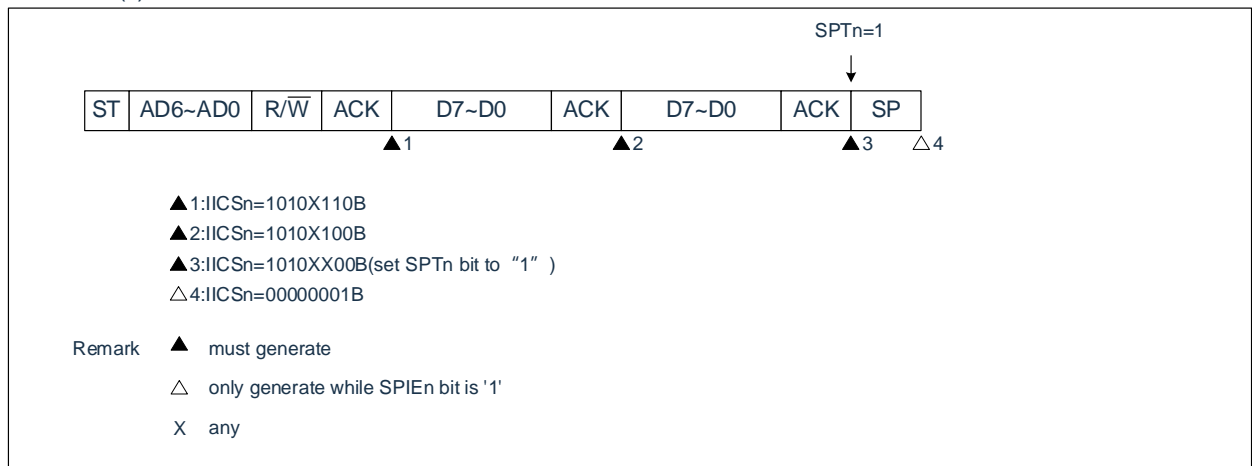 SPTn=1
ST AD6~AD0 R/W̅ ACK D7~D0 ACK D7~D0 ACK SP
▲1 ▲2 ▲3 △4
▲1:IICSn=1010X110B
▲2:IICSn=1010X100B
▲3:IICSn=1010XX00B(set SPTn bit to “1” )
△4:IICSn=00000001B
Remark ▲ must generate
△ only generate while SPIEn bit is '1'
X any